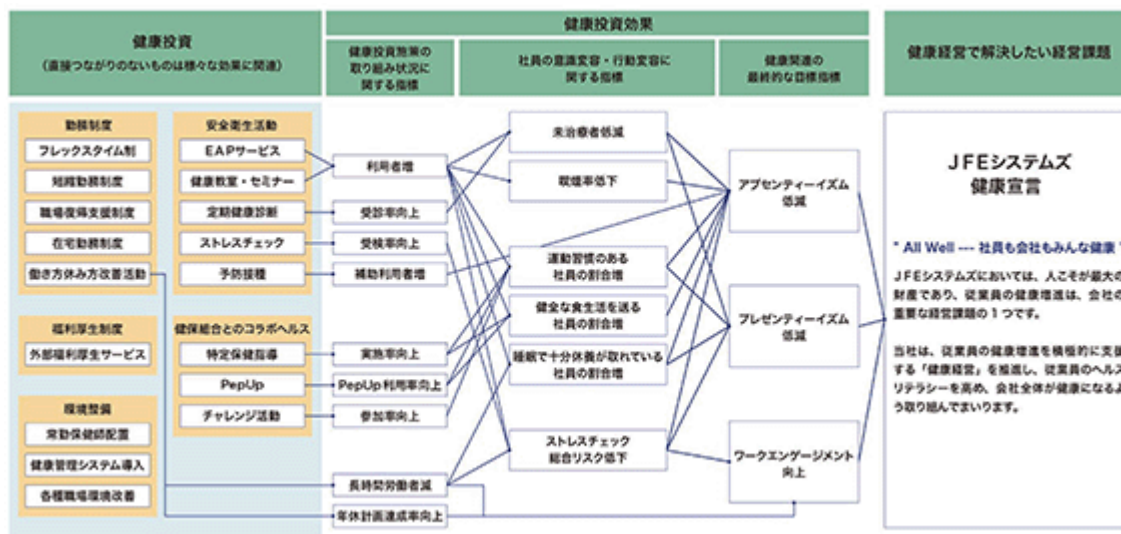 健康投資
（直接つながりのないものは様々な効果に関連）
健康投資効果
健康投資施策の
取り組み状況に
関する指標
社員の意識変容・行動変容に
関する指標
健康関連の
最終的な目標指標
健康経営で解決したい経営課題
勤務制度
フレックスタイム制
短縮勤務制度
職場復帰支援制度
在宅勤務制度
働き方休み方改善活動
福利厚生制度
外部福利厚生サービス
環境整備
常勤保健師配置
健康管理システム導入
各種職場環境改善
安全衛生活動
EAPサービス
健康教室・セミナー
定期健康診断
ストレスチェック
予防接種
健保組合とのコラボヘルス
特定保健指導
PepUp
チャレンジ活動
利用者増
受診率向上
受検率向上
補助利用者増
実施率向上
PepUp利用率向上
参加率向上
長時間労働者減
年休計画達成率向上
未治療者低減
喫煙率低下
運動習慣のある
社員の割合増
健全な食生活を送る
社員の割合増
睡眠で十分休養が取れている
社員の割合増
ストレスチェック
総合リスク低下
アブセンティーイズム
低減
プレゼンティーイズム
低減
ワークエンゲージメント
向上
JFEシステムズ
健康宣言
" All Well --- 社員も会社もみんな健康 "
JFEシステムズにおいては、人こそが最大の
財産であり、従業員の健康増進は、会社の
重要な経営課題の1つです。
当社は、従業員の健康増進を積極的に支援
する「健康経営」を推進し、従業員のヘルス
リテラシーを高め、会社全体が健康になるよ
う取り組んでまいります。